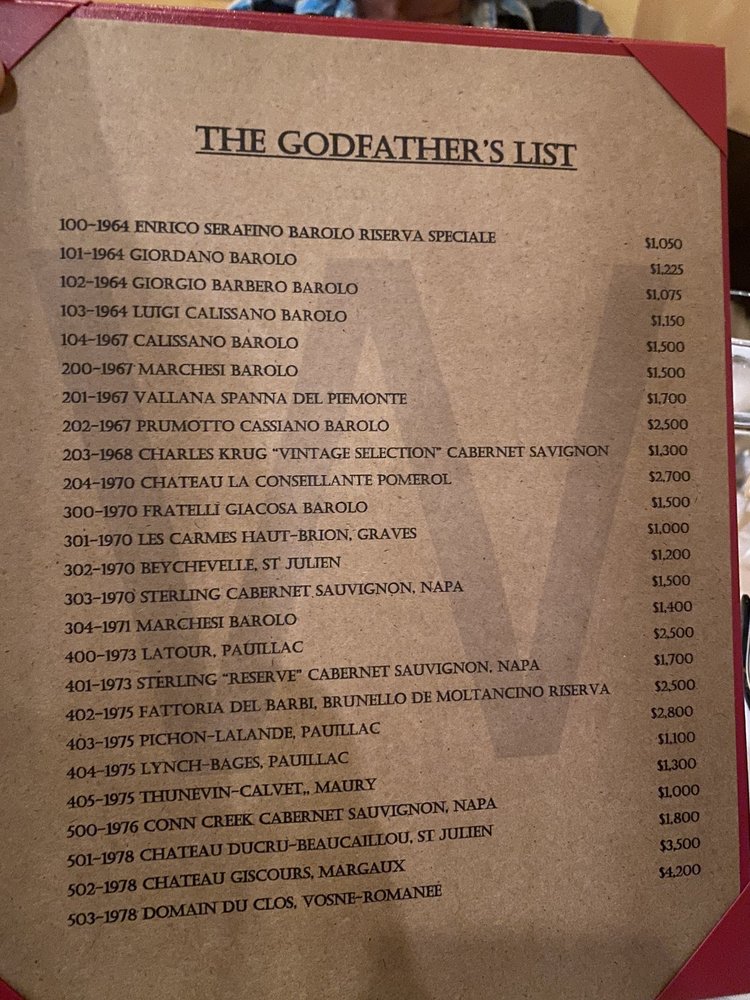 THE GODFATHER'S LIST
100-1964 ENRICO SERAFINO BAROLO RISERVA SPECIALE $1,050
101-1964 GIORDANO BAROLO $1,225
102-1964 GIORGIO BARBERO BAROLO $1,075
103-1964 LUIGI CALISSANO BAROLO $1,150
104-1967 CALISSANO BAROLO $1,500
200-1967 MARCHESI BAROLO $1,500
201-1967 VALLANA SPANNA DEL PIEMONTE $1,700
202-1967 PRUMOTTO CASSIANO BAROLO $2,500
203-1968 CHARLES KRUG "VINTAGE SELECTION" CABERNET SAVIGNON $1,300
204-1970 CHATEAU LA CONSEILLANTE POMEROL $2,700
300-1970 FRATELLI GIACOSA BAROLO $1,500
301-1970 LES CARMES HAUT-BRION, GRAVES $1,000
302-1970 BEYCHEVELLE, ST JULIEN $1,200
303-1970 STERLING CABERNET SAUVIGNON, NAPA $1,500
304-1971 MARCHESI BAROLO $1,400
400-1973 LATOUR, PAUILLAC $2,500
401-1973 STERLING "RESERVE" CABERNET SAUVIGNON, NAPA $1,700
402-1975 FATTORIA DEL BARBI, BRUNELLO DE MOLTANCINO RISERVA $2,500
403-1975 PICHON-LALANDE, PAUILLAC $2,800
404-1975 LYNCH-BAGES, PAUILLAC $1,100
405-1975 THUNEVIN-CALVET,, MAURY $1,300
500-1976 CONN CREEK CABERNET SAUVIGNON, NAPA $1,000
501-1978 CHATEAU DUCRU-BEAUCAILLOU, ST JULIEN $1,800
502-1978 CHATEAU GISCOURS, MARGAUX $3,500
503-1978 DOMAIN DU CLOS, VOSNE-ROMANEÉ $4,200